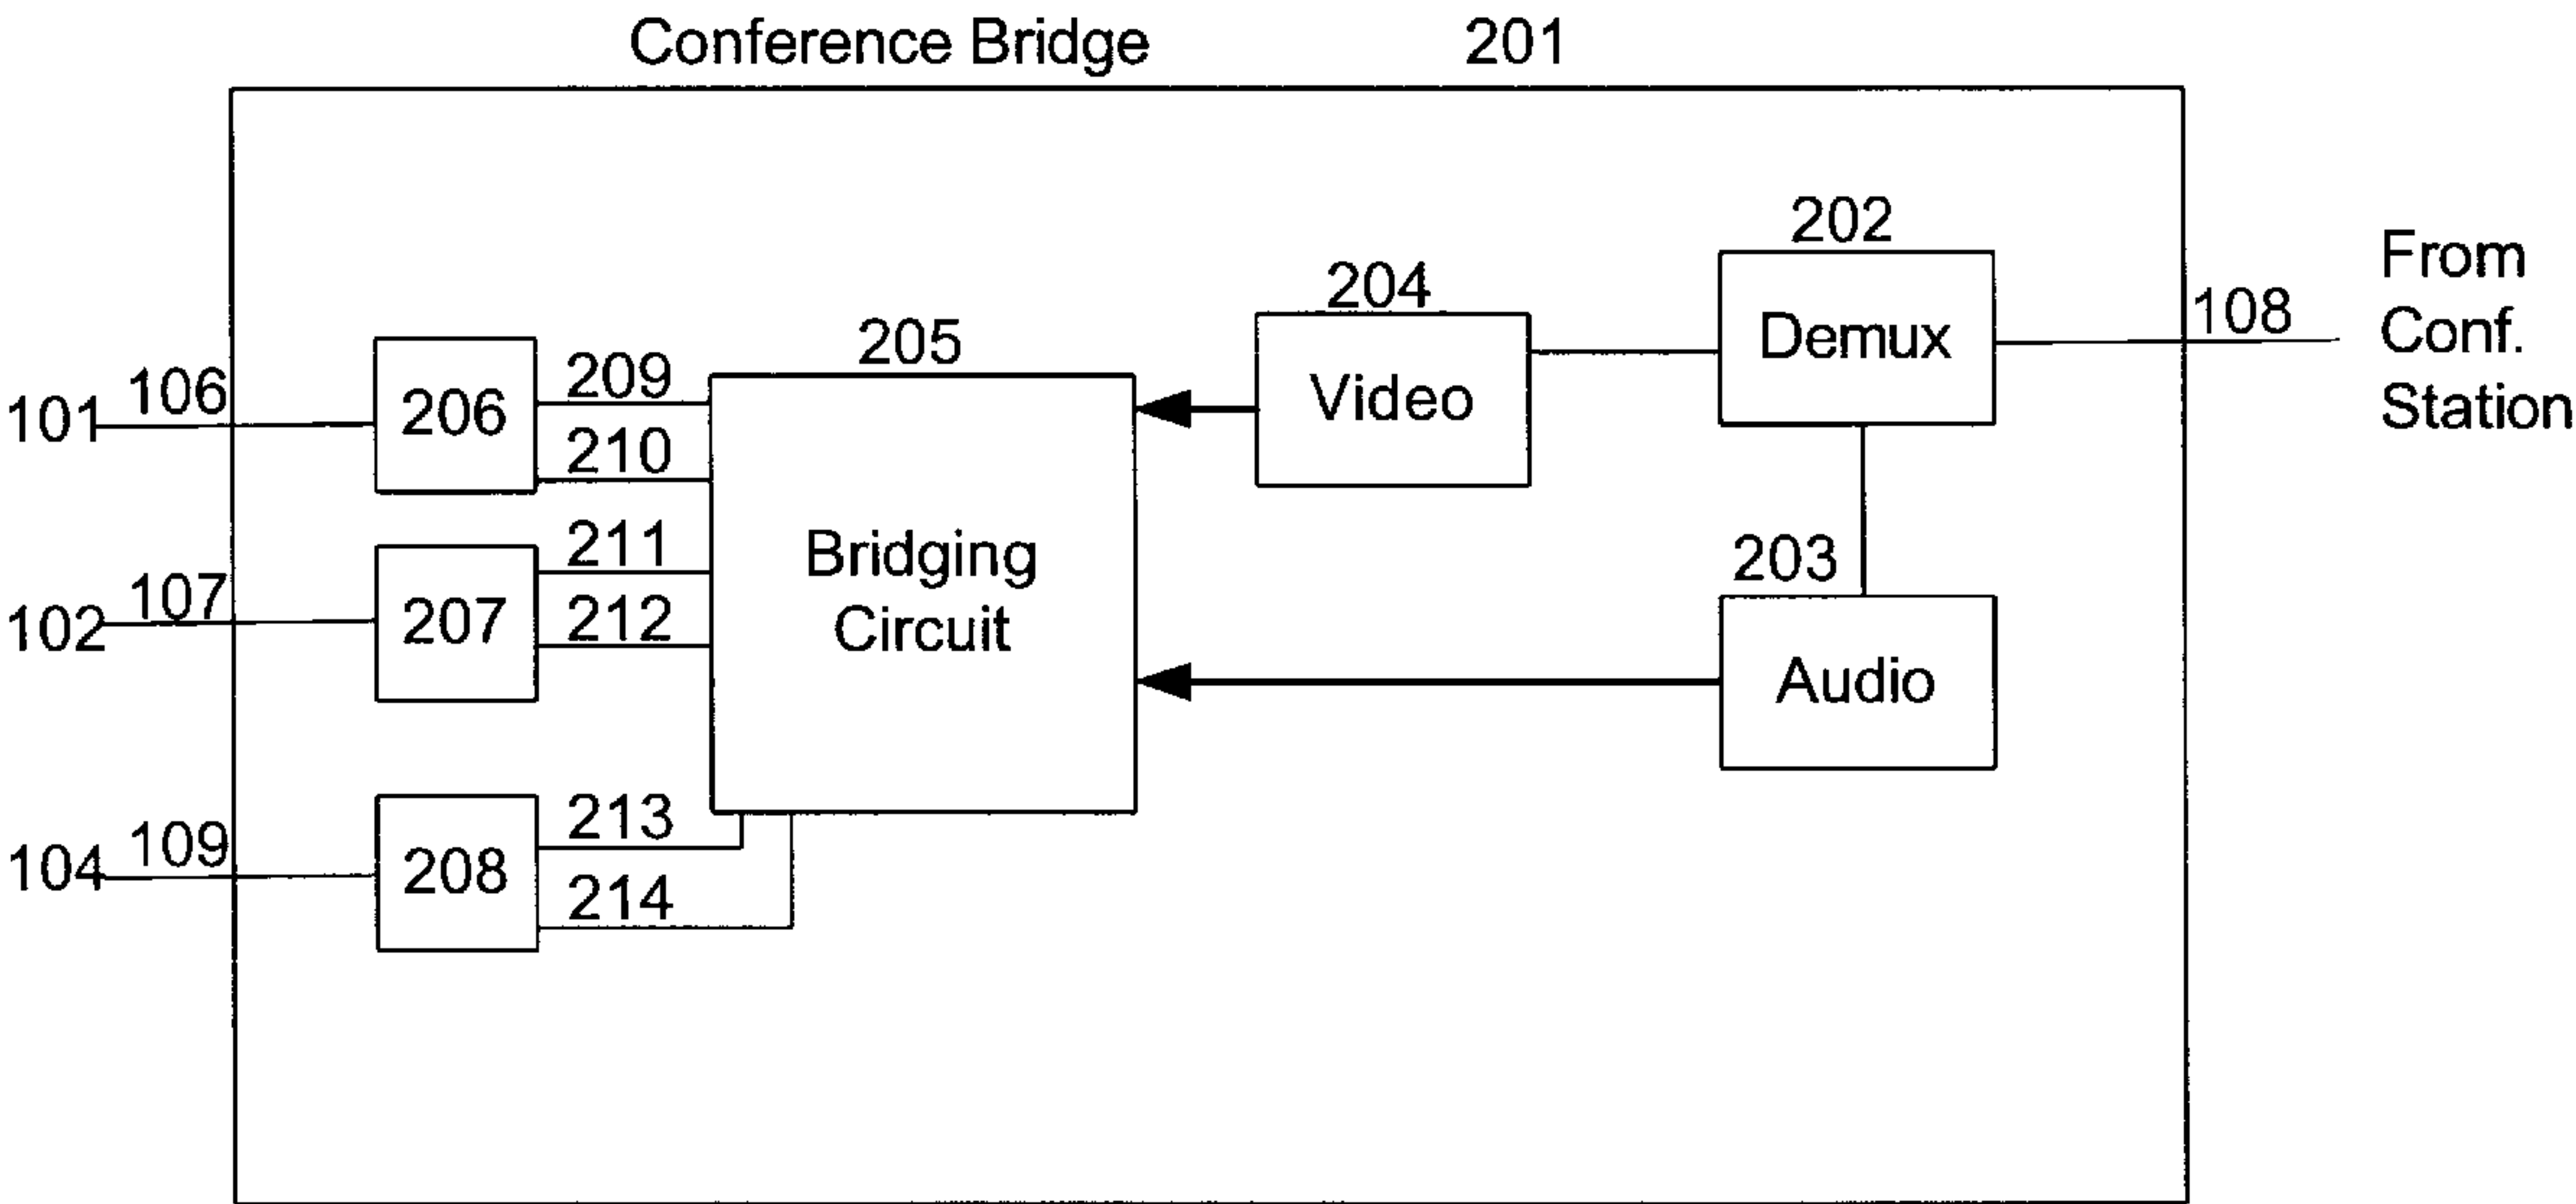 Conference Bridge 201
202
From
Conf.
Station
204
Demux
108
205
Video
106
101
206
209
210
203
Bridging
Circuit
211
212
107
102
207
Audio
213
214
109
104
208